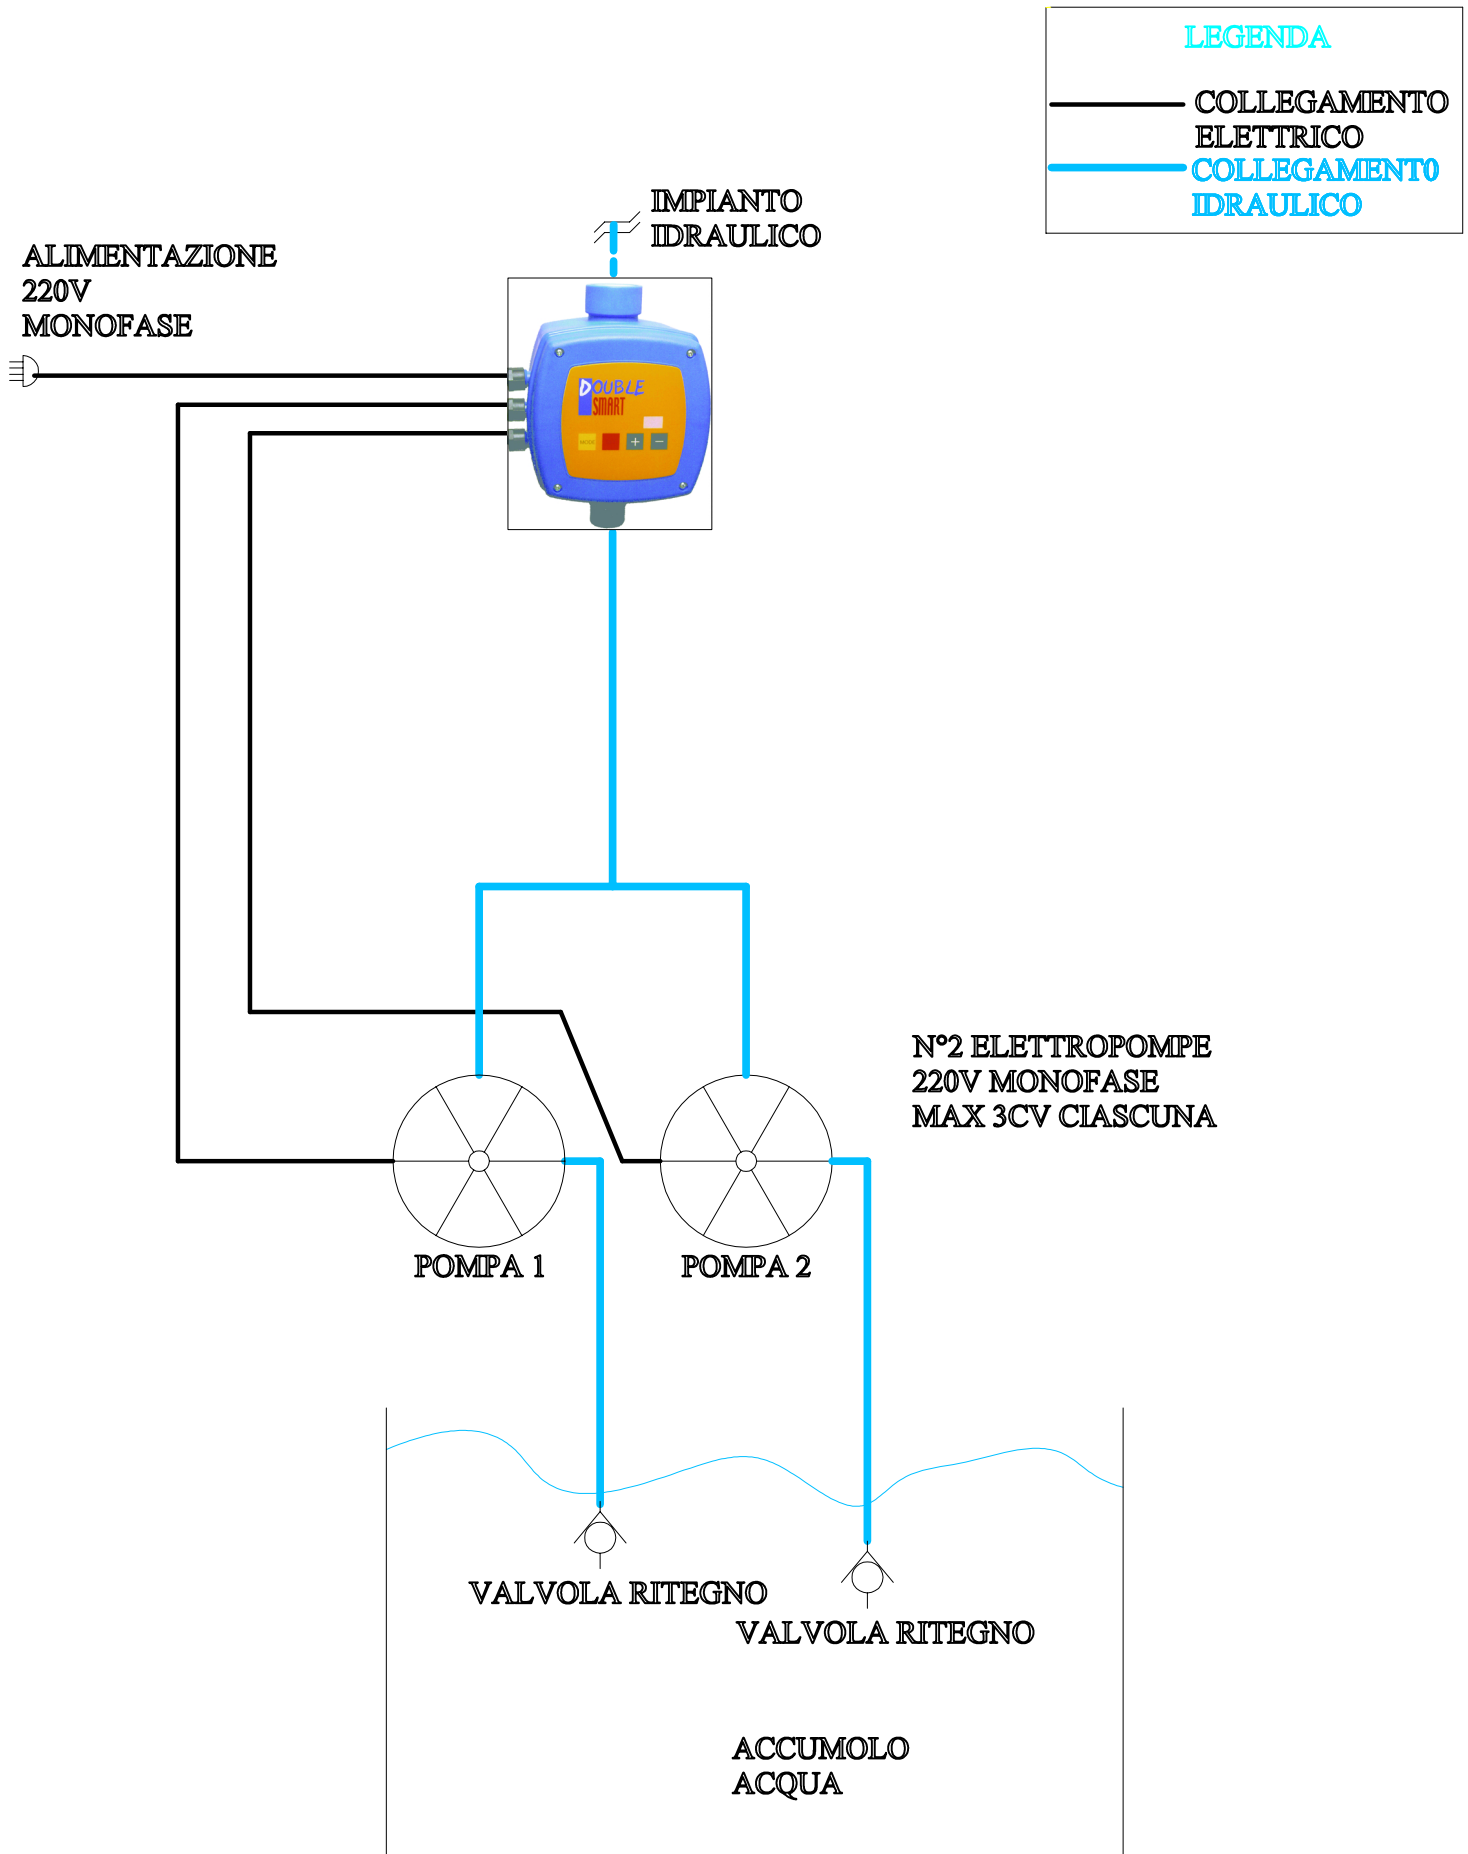 LEGENDA
COLLEGAMENTO
ELETTRICO
COLLEGAMENT0
IDRAULICO
IMPIANTO
IDRAULICO
ALIMENTAZIONE
220V
MONOFASE
DOUBLE
SMART
MODE
+ −
N°2 ELETTROPOMPE
220V MONOFASE
MAX 3CV CIASCUNA
POMPA 1
POMPA 2
VALVOLA RITEGNO
VALVOLA RITEGNO
ACCUMOLO
ACQUA